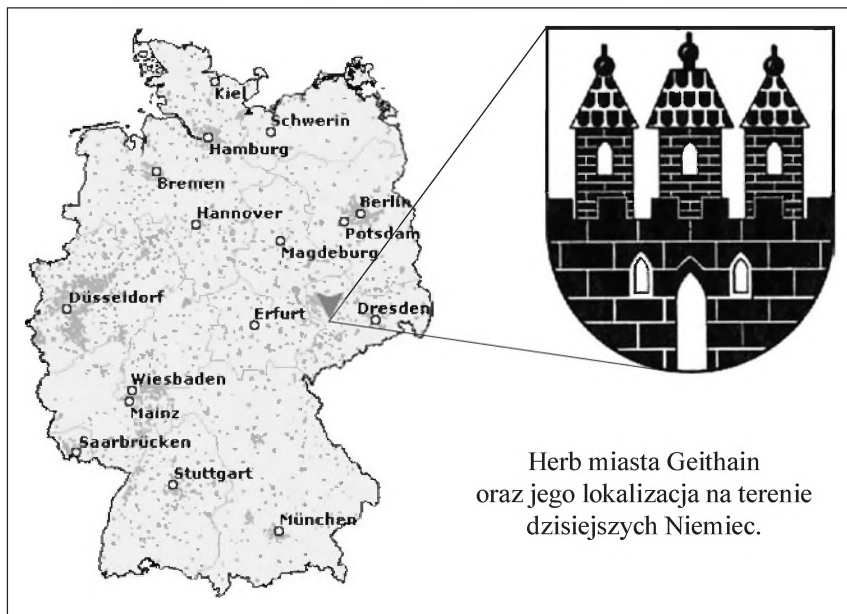 Kiel
Schwerin
Hamburg
Bremen
Berlin
Hannover
Potsdam
Magdeburg
Düsseldorf
Erfurt
Dresden
Wiesbaden
Mainz
Saarbrücken
Stuttgart
München
Herb miasta Geithain
oraz jego lokalizacja na terenie
dzisiejszych Niemiec.